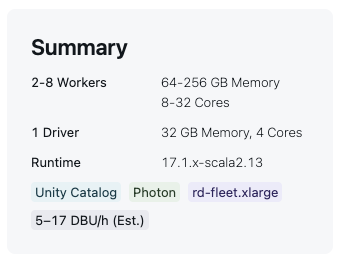 Summary
2-8 Workers 64-256 GB Memory
8-32 Cores
1 Driver 32 GB Memory, 4 Cores
Runtime 17.1.x-scala2.13
Unity Catalog Photon rd-fleet.xlarge
5–17 DBU/h (Est.)